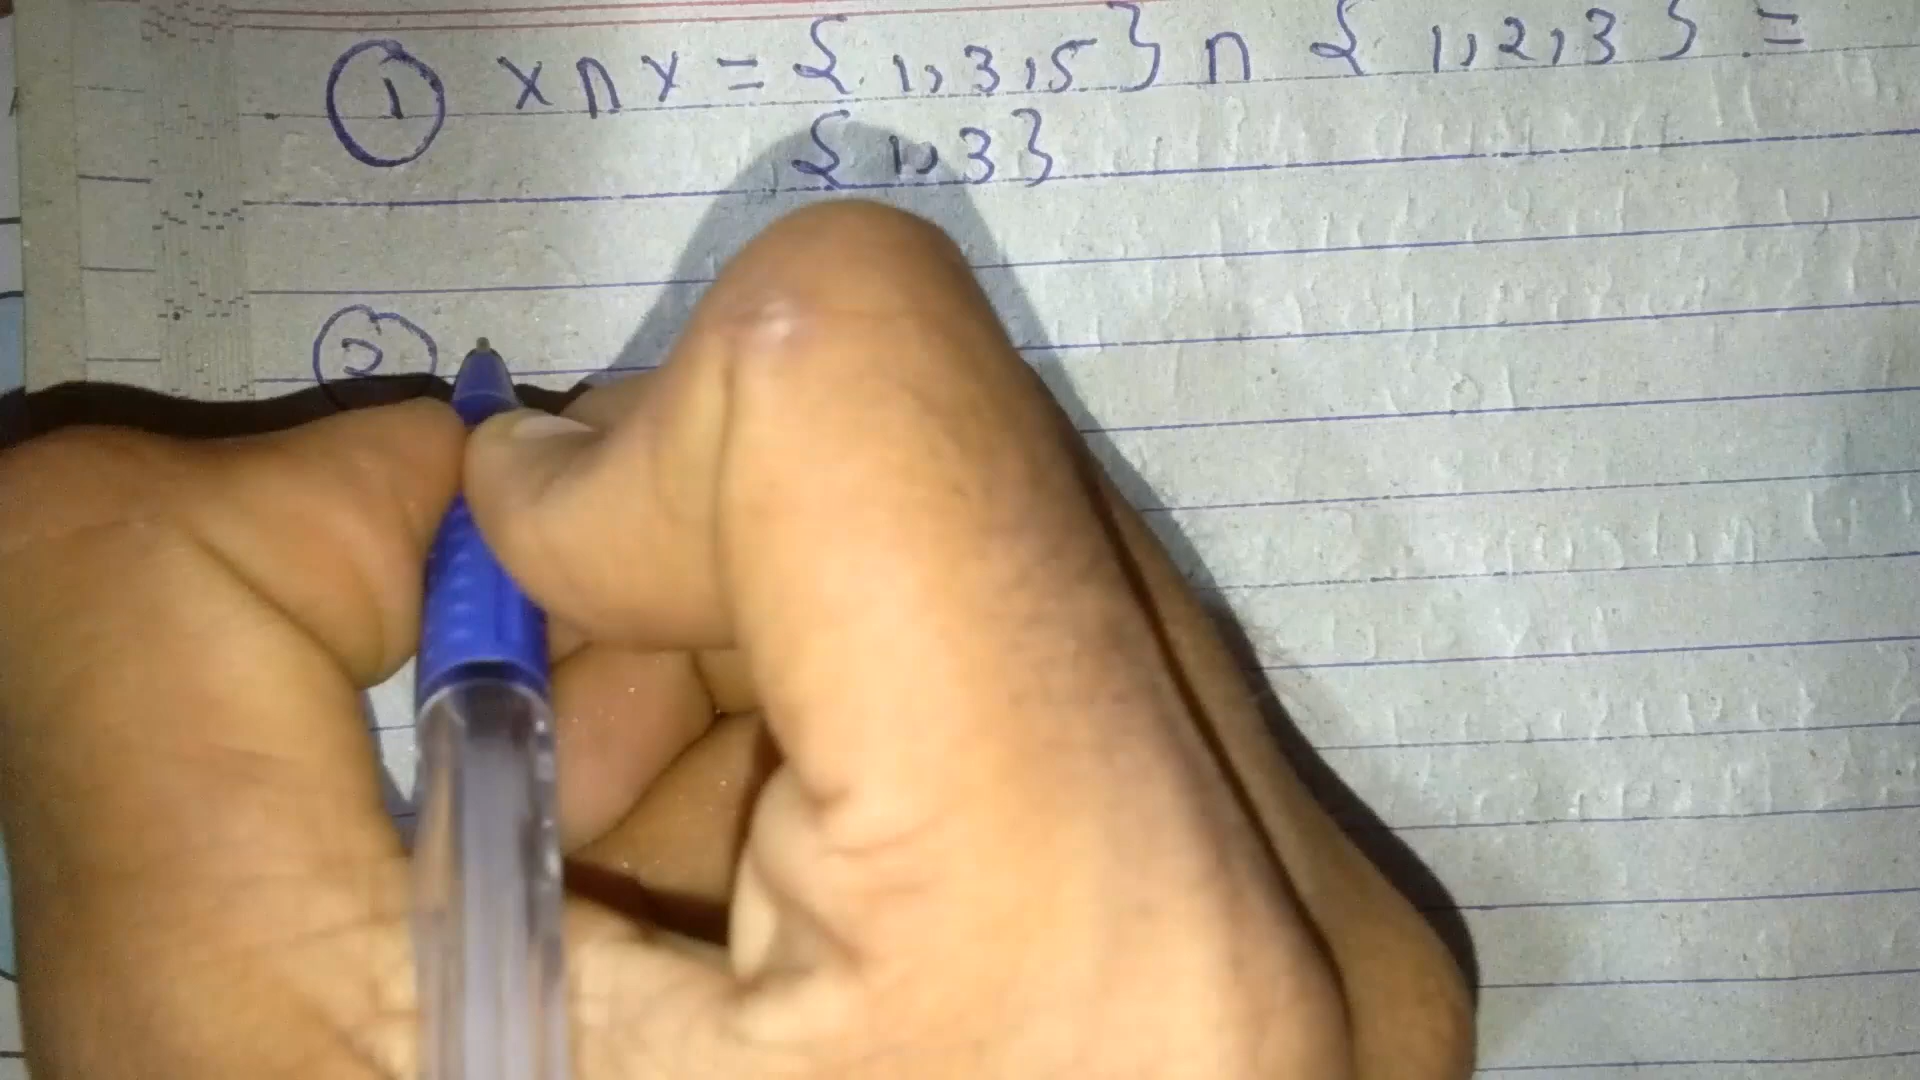 ① x ∩ x = { 1, 3, 5 } ∩ { 1, 2, 3 } =
{ 1, 3 }
②